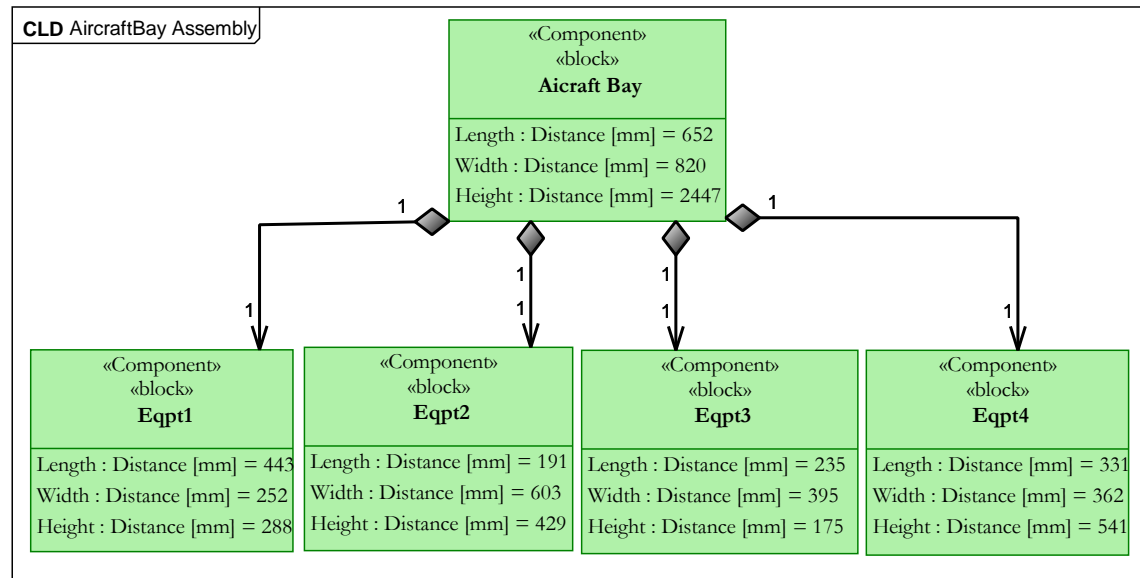 CLD AircraftBay Assembly
«Component»
«block»
Aicraft Bay
Length : Distance [mm] = 652
Width : Distance [mm] = 820
Height : Distance [mm] = 2447
1
1
1
1
1
1
1
1
«Component»
«block»
Eqpt1
Length : Distance [mm] = 443
Width : Distance [mm] = 252
Height : Distance [mm] = 288
«Component»
«block»
Eqpt2
Length : Distance [mm] = 191
Width : Distance [mm] = 603
Height : Distance [mm] = 429
«Component»
«block»
Eqpt3
Length : Distance [mm] = 235
Width : Distance [mm] = 395
Height : Distance [mm] = 175
«Component»
«block»
Eqpt4
Length : Distance [mm] = 331
Width : Distance [mm] = 362
Height : Distance [mm] = 541